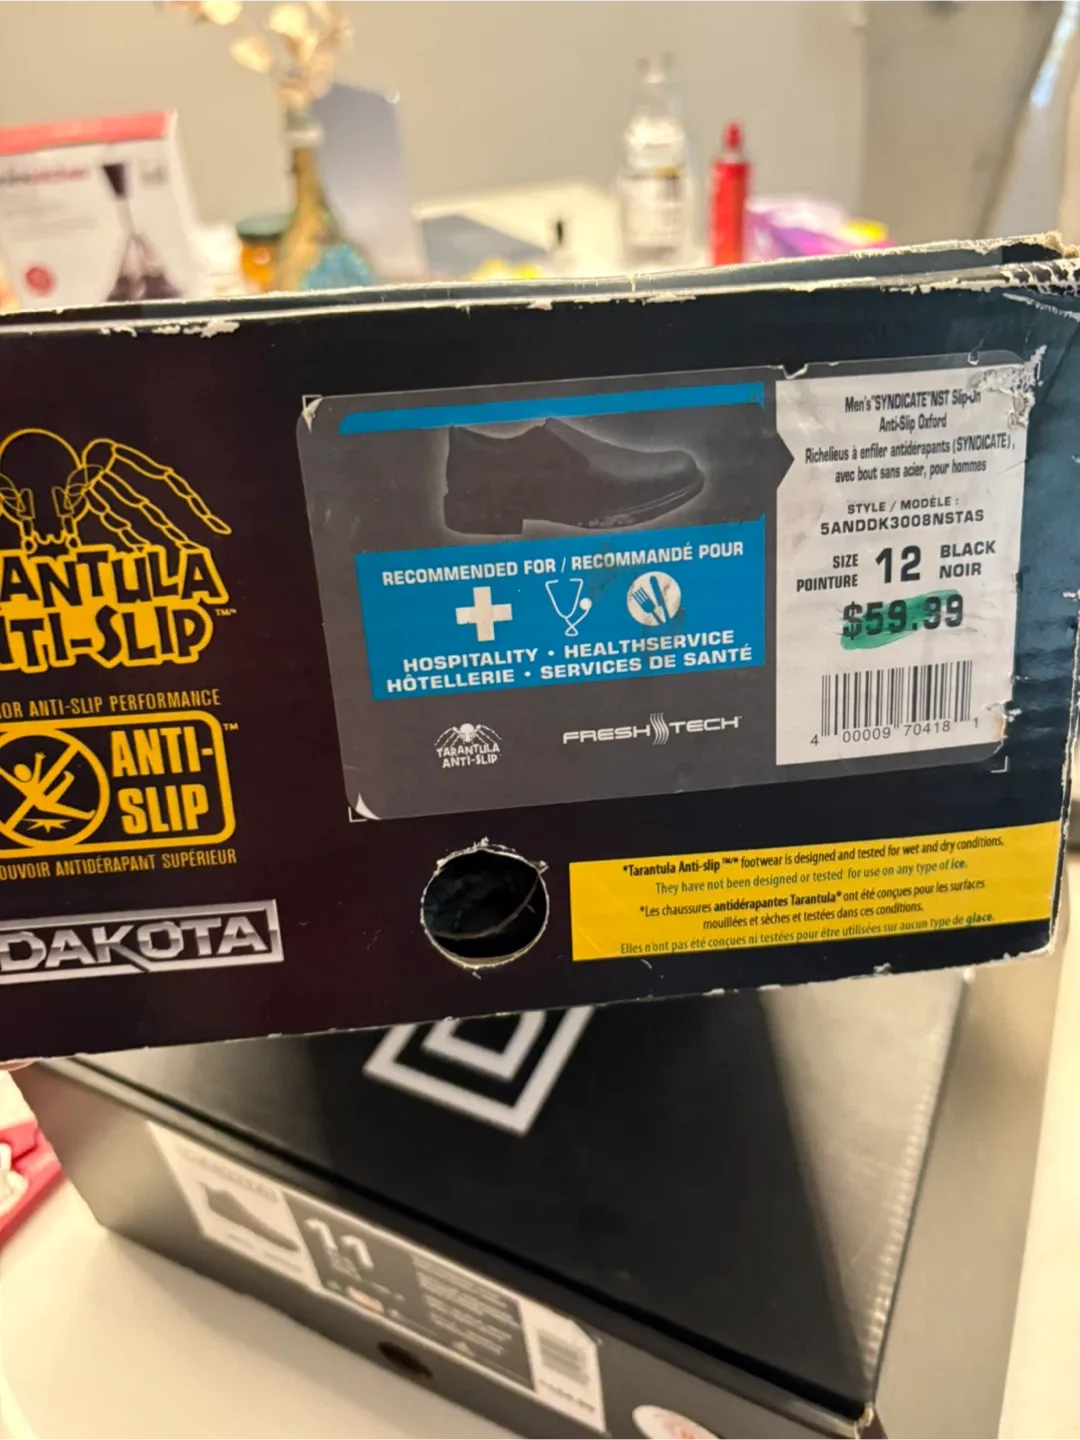 ANTULA
NTI-SLIP™/*
OR ANTI-SLIP PERFORMANCE
ANTI-
SLIP™
OUVOIR ANTIDÉRAPANT SUPÉRIEUR
DAKOTA
RECOMMENDED FOR / RECOMMANDÉ POUR
HOSPITALITY • HEALTHSERVICE
HÔTELLERIE • SERVICES DE SANTÉ
TARANTULA
ANTI-SLIP
FRESH TECH
Men's "SYNDICATE" NST Slip-On
Anti-Slip Oxford
Richelieus à enfiler antidérapants (SYNDICATE),
avec bout sans acier, pour hommes
STYLE / MODÈLE :
5ANDDK3008NSTAS
SIZE
POINTURE
12
BLACK
NOIR
$59.99
4 00009 70418 1
*Tarantula Anti-slip ™/* footwear is designed and tested for wet and dry conditions.
They have not been designed or tested for use on any type of ice.
*Les chaussures antidérapantes Tarantula* ont été conçues pour les surfaces
mouillées et sèches et testées dans ces conditions.
Elles n'ont pas été conçues ni testées pour être utilisées sur aucun type de glace.
11